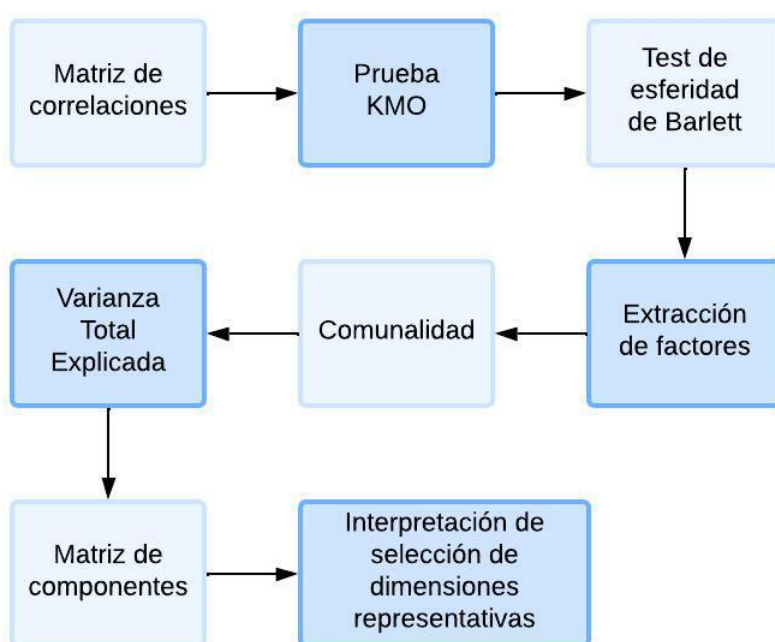 Matriz de
correlaciones
Prueba
KMO
Test de
esferidad
de Barlett
Extracción
de factores
Comunalidad
Varianza
Total
Explicada
Matriz de
componentes
Interpretación de
selección de
dimensiones
representativas